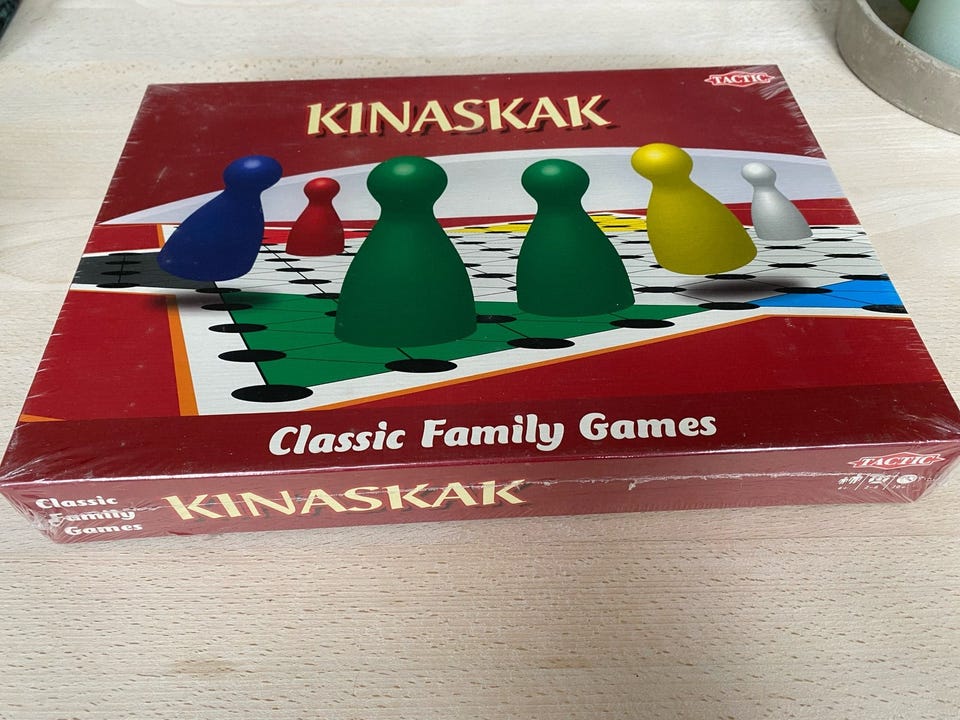 TACTIC
KINASKAK
Classic Family Games
TACTIC
Classic
Family
Games
KINASKAK